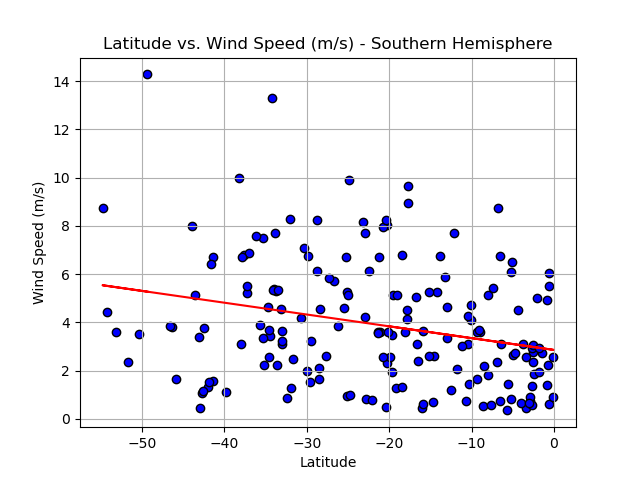 Latitude vs. Wind Speed (m/s) - Southern Hemisphere
14
12
10
8
6
4
2
0
Wind Speed (m/s)
−50 −40 −30 −20 −10 0
Latitude